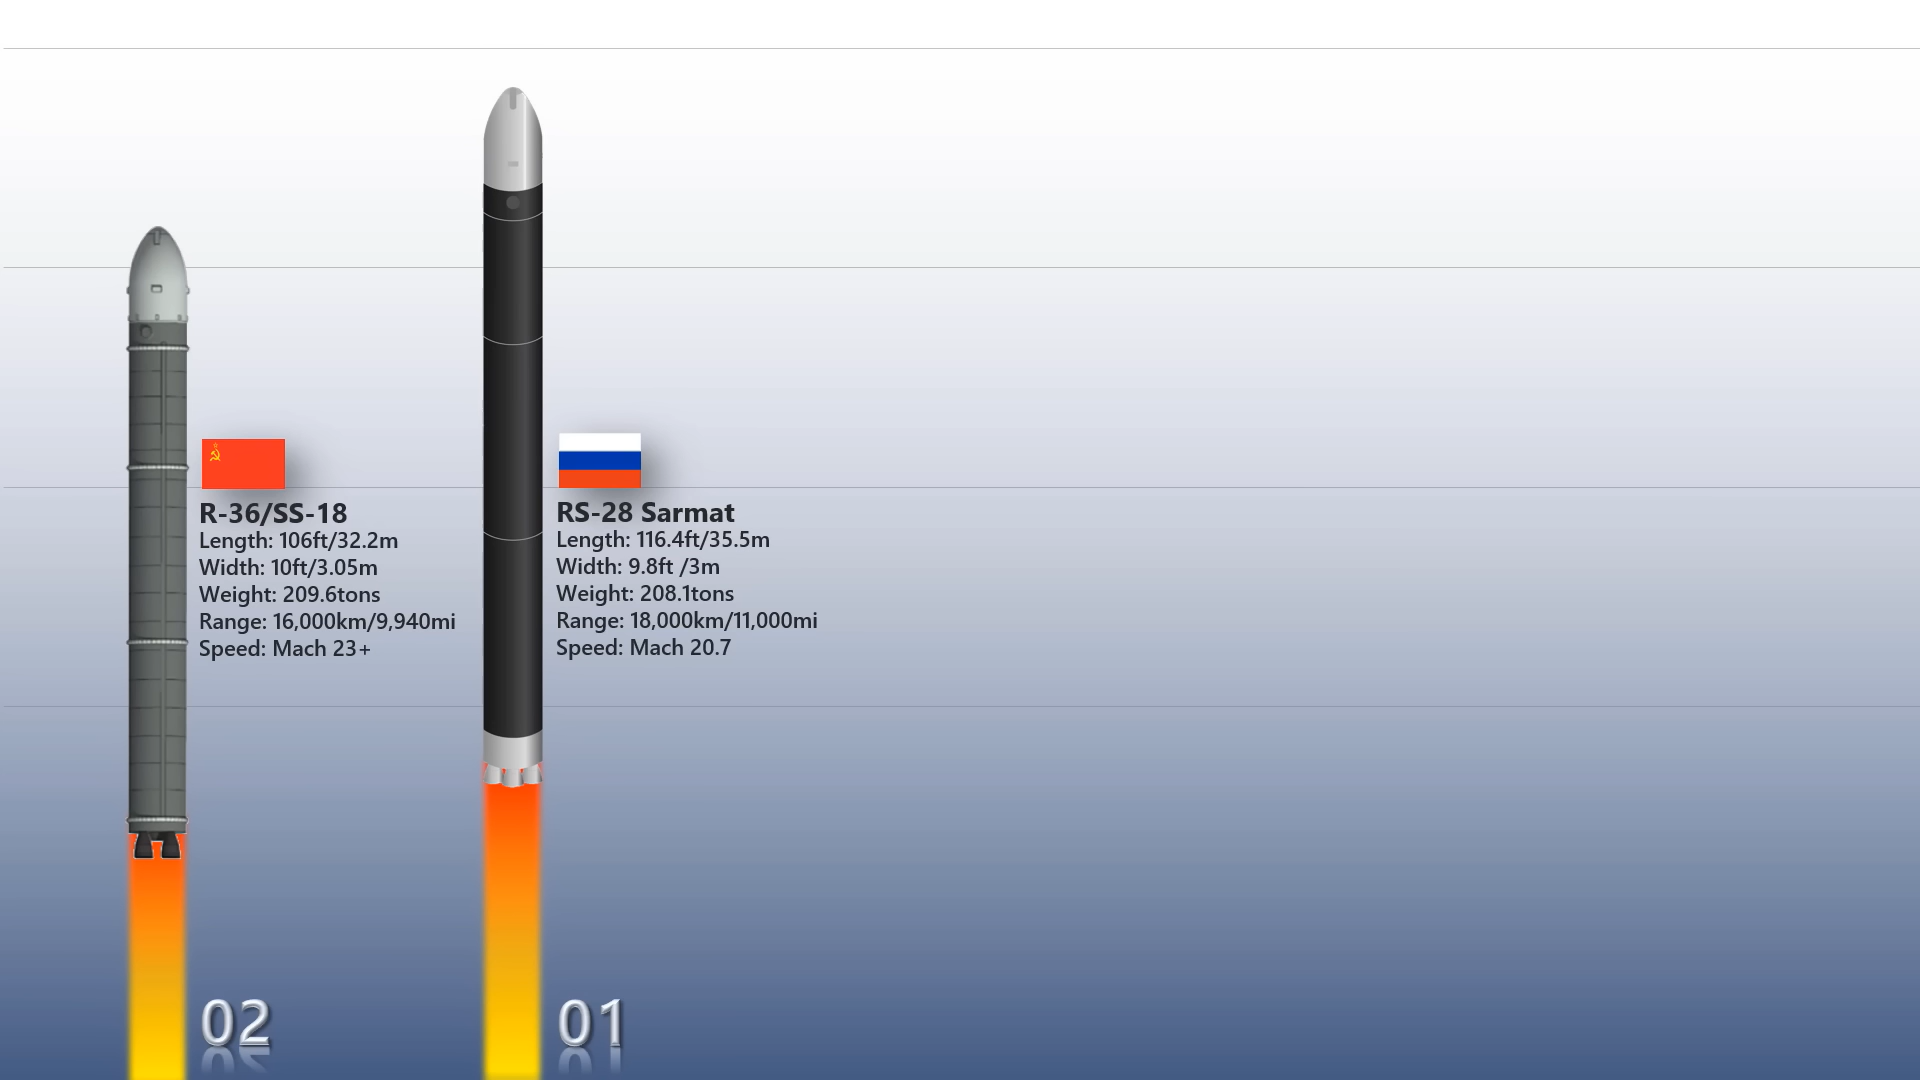 R-36/SS-18
Length: 106ft/32.2m
Width: 10ft/3.05m
Weight: 209.6tons
Range: 16,000km/9,940mi
Speed: Mach 23+
02
RS-28 Sarmat
Length: 116.4ft/35.5m
Width: 9.8ft /3m
Weight: 208.1tons
Range: 18,000km/11,000mi
Speed: Mach 20.7
01